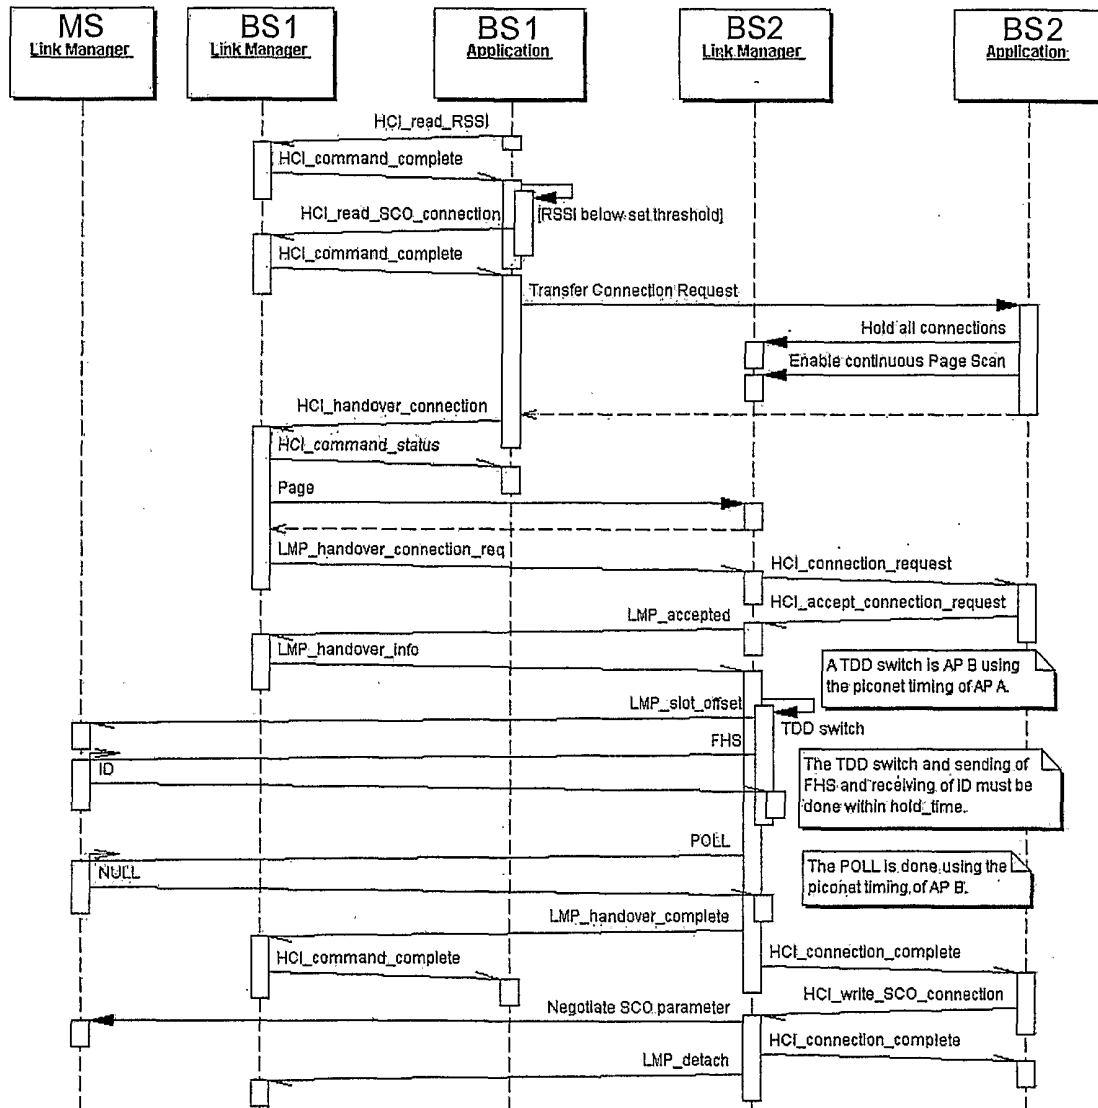 MS
Link Manager
BS1
Link Manager
BS1
Application
BS2
Link Manager
BS2
Application
HCI_read_RSSI
HCI_command_complete
[RSSI below set threshold]
HCI_read_SCO_connection
HCI_command_complete
Transfer Connection Request
Hold all connections
Enable continuous Page Scan
HCI_handover_connection
HCI_command_status
Page
LMP_handover_connection_req
HCI_connection_request
HCI_accept_connection_request
LMP_accepted
LMP_handover_info
A TDD switch is AP B using
the piconet timing of AP A.
LMP_slot_offset
TDD switch
FHS
ID
The TDD switch and sending of
FHS and receiving of ID must be
done within hold_time.
POLL
NULL
The POLL is done using the
piconet timing of AP B.
LMP_handover_complete
HCI_connection_complete
HCI_command_complete
HCI_write_SCO_connection
Negotiate SCO parameter
HCI_connection_complete
LMP_detach